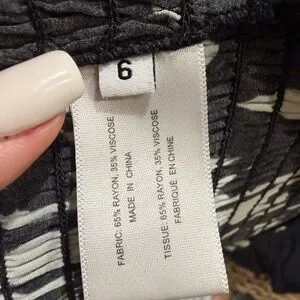 6
FABRIC: 65% RAYON, 35% VISCOSE
MADE IN CHINA
TISSUE: 65% RAYON, 35% VISCOSE
FABRIQUE EN CHINE